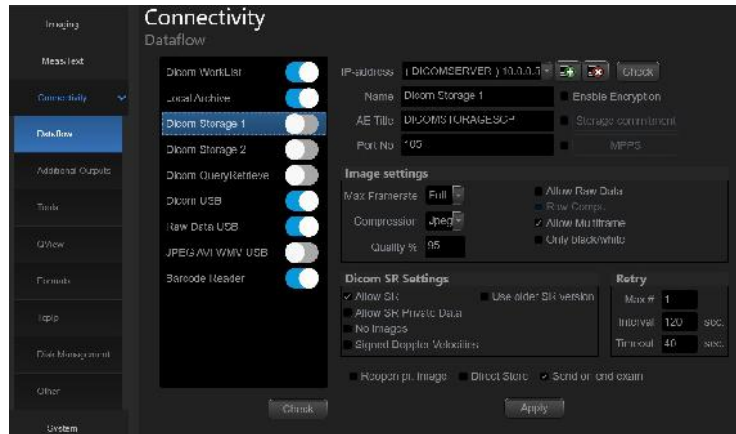 Connectivity
Dataflow
Imaging
Meas/Text
Connectivity
Dataflow
Additional Outputs
Tools
QView
Formats
Tcpip
Disk Management
Other
System
Dicom WorkList
Local Archive
Dicom Storage 1
Dicom Storage 2
Dicom QueryRetrieve
Dicom USB
Raw Data USB
JPEG AVI WMV USB
Barcode Reader
Check
IP-address ( DICOMSERVER ) 10.0.0. Check
Name Dicom Storage 1 Enable Encryption
AE Title DICOMSTORAGESCP Storage commitment
Port No 105 MPPS
Image settings
Max Framerate Full Allow Raw Data
Raw Compr.
Compression Jpeg Allow Multiframe
Quality % 95 Only black/white
Dicom SR Settings
Allow SR Use older SR version
Allow SR Private Data
No Images
Signed Doppler Velocities
Retry
Max # 1
Interval 120 sec.
Timeout 40 sec.
Reopen pr. Image Direct Store Send on end exam
Apply